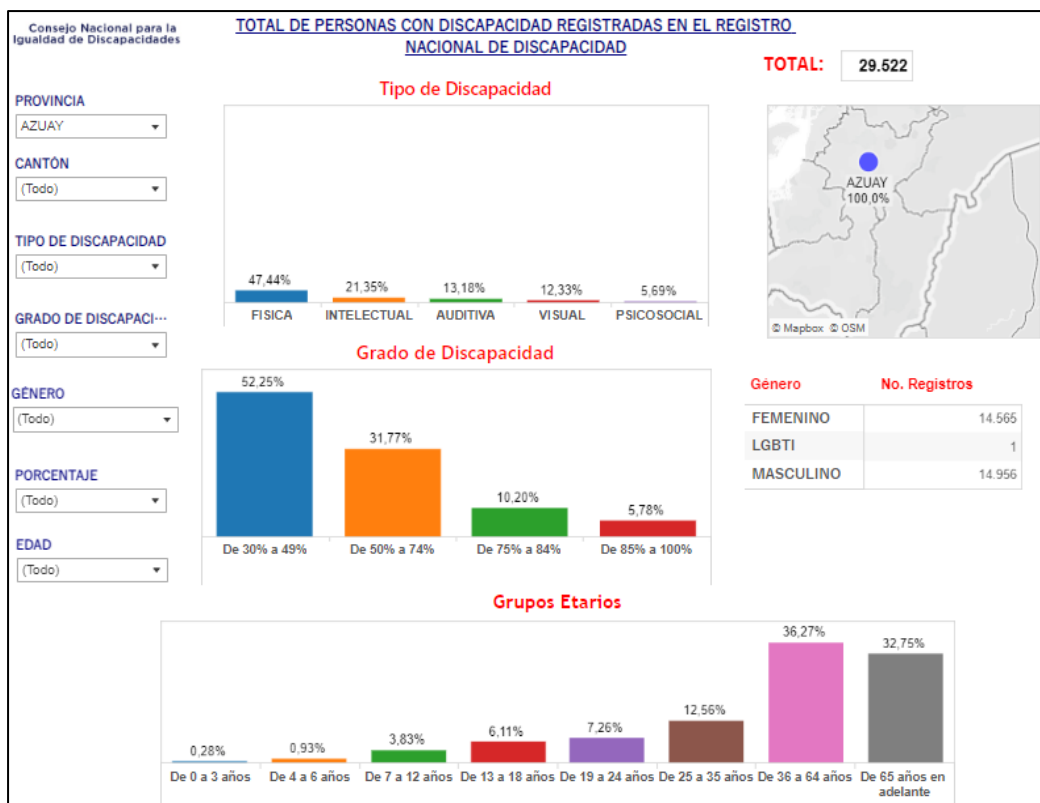 Consejo Nacional para la
Igualdad de Discapacidades
TOTAL DE PERSONAS CON DISCAPACIDAD REGISTRADAS EN EL REGISTRO
NACIONAL DE DISCAPACIDAD
TOTAL: 29.522
PROVINCIA
AZUAY
CANTÓN
(Todo)
TIPO DE DISCAPACIDAD
(Todo)
GRADO DE DISCAPACI···
(Todo)
GÉNERO
(Todo)
PORCENTAJE
(Todo)
EDAD
(Todo)
Tipo de Discapacidad
47,44% 21,35% 13,18% 12,33% 5,69%
FISICA INTELECTUAL AUDITIVA VISUAL PSICOSOCIAL
AZUAY
100,0%
© Mapbox © OSM
Grado de Discapacidad
52,25%
31,77%
10,20%
5,78%
De 30% a 49% De 50% a 74% De 75% a 84% De 85% a 100%
Género No. Registros
FEMENINO 14.565
LGBTI 1
MASCULINO 14.956
Grupos Etarios
0,28% 0,93% 3,83% 6,11% 7,26% 12,56% 36,27% 32,75%
De 0 a 3 años De 4 a 6 años De 7 a 12 años De 13 a 18 años De 19 a 24 años De 25 a 35 años De 36 a 64 años De 65 años en
adelante